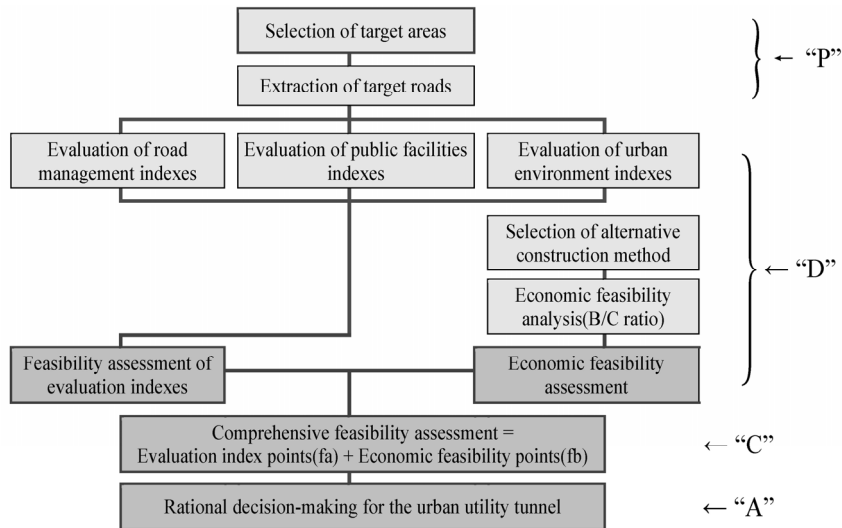 Selection of target areas
← “P”
Extraction of target roads
Evaluation of road
management indexes
Evaluation of public facilities
indexes
Evaluation of urban
environment indexes
Selection of alternative
construction method
← “D”
Economic feasibility
analysis(B/C ratio)
Feasibility assessment of
evaluation indexes
Economic feasibility
assessment
Comprehensive feasibility assessment =
Evaluation index points(fa) + Economic feasibility points(fb)
← “C”
Rational decision-making for the urban utility tunnel
← “A”